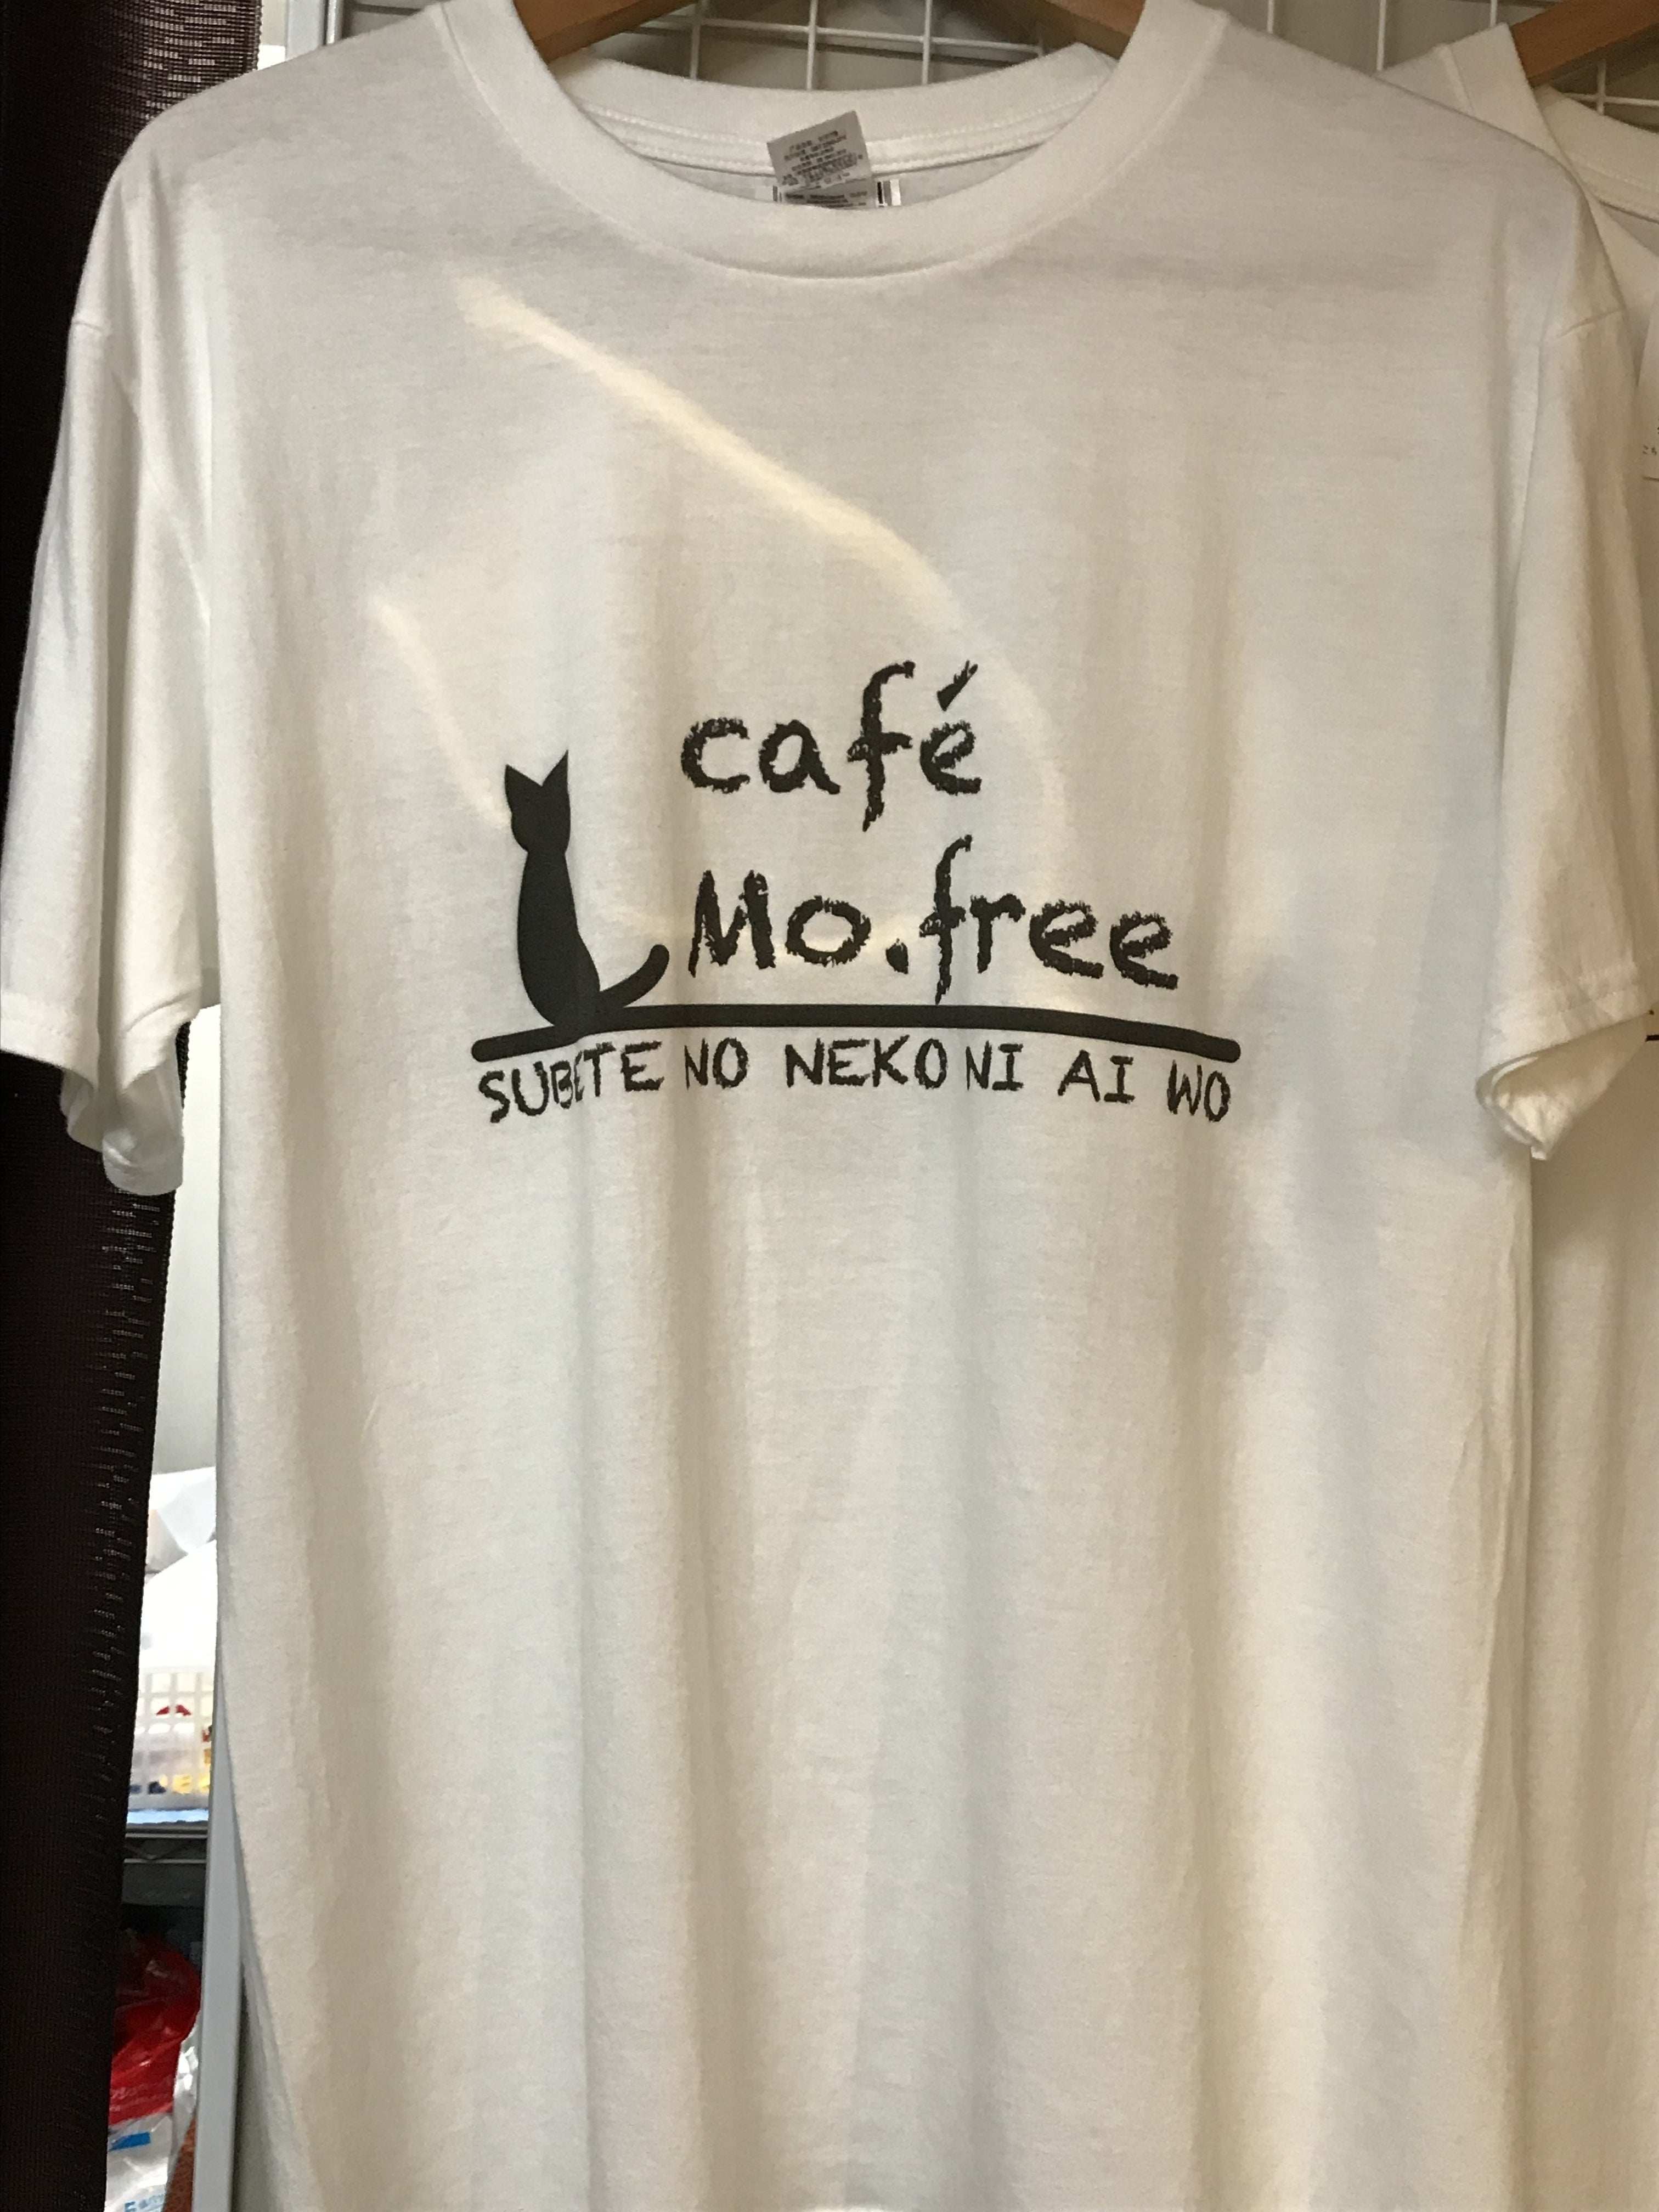 café
Mo.free
SUBETE NO NEKO NI AI WO